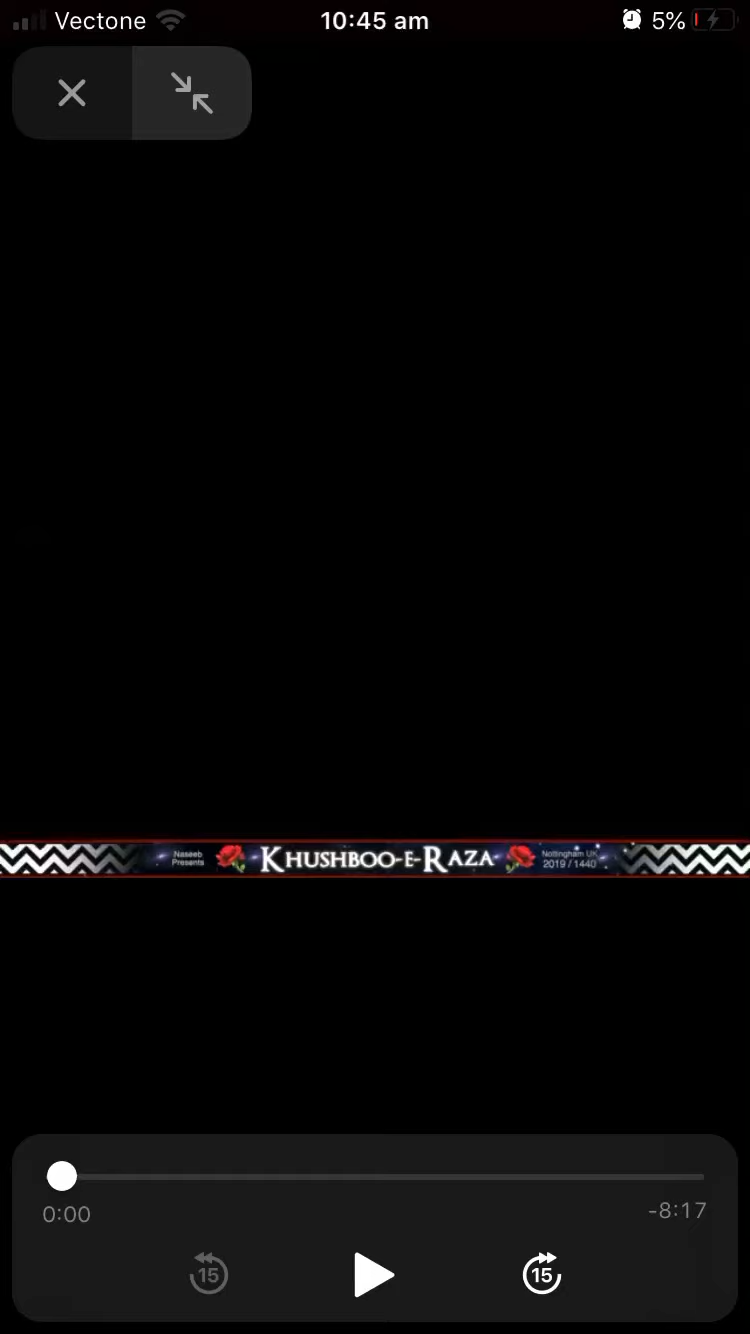 Vectone
10:45 am
5%
Naseeb
Presents
KHUSHBOO-E-RAZA
Nottingham UK
2019 / 1440
0:00
-8:17
15
15